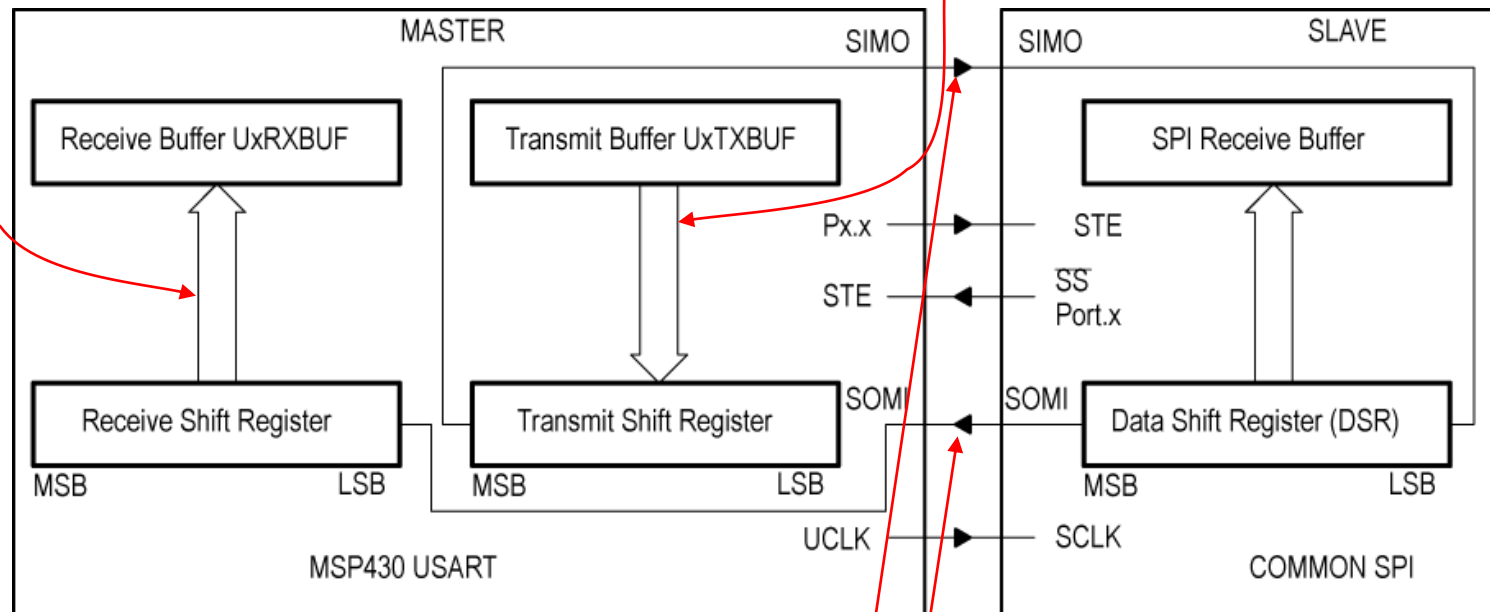 MASTER
SIMO
SIMO
SLAVE
Receive Buffer UxRXBUF
Transmit Buffer UxTXBUF
SPI Receive Buffer
Px.x
STE
STE
SS
Port.x
SOMI
SOMI
Receive Shift Register
Transmit Shift Register
Data Shift Register (DSR)
MSB
LSB
MSB
LSB
MSB
LSB
UCLK
SCLK
MSP430 USART
COMMON SPI